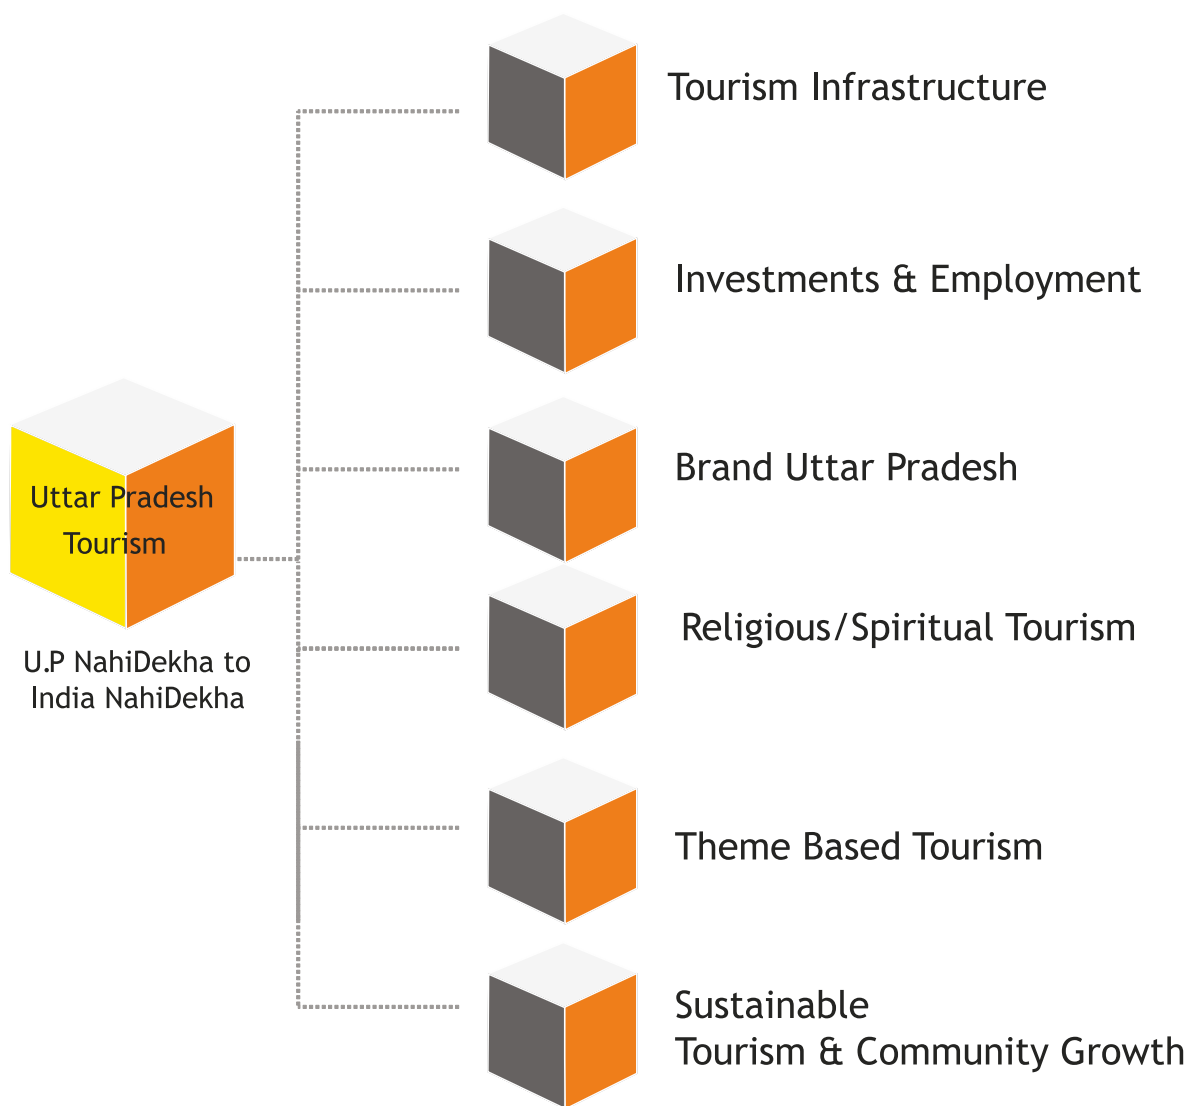 Tourism Infrastructure
Investments & Employment
Brand Uttar Pradesh
Uttar Pradesh
Tourism
U.P NahiDekha to
India NahiDekha
Religious/Spiritual Tourism
Theme Based Tourism
Sustainable
Tourism & Community Growth